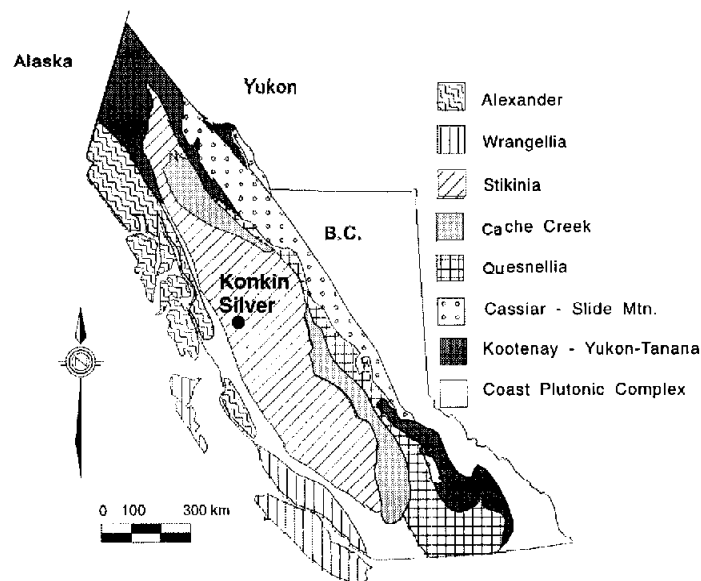 Alaska
Yukon
Alexander
Wrangellia
Stikinia
Cache Creek
Quesnellia
Cassiar - Slide Mtn.
Kootenay - Yukon-Tanana
Coast Plutonic Complex
B.C.
Konkin
Silver
0 100 300 km